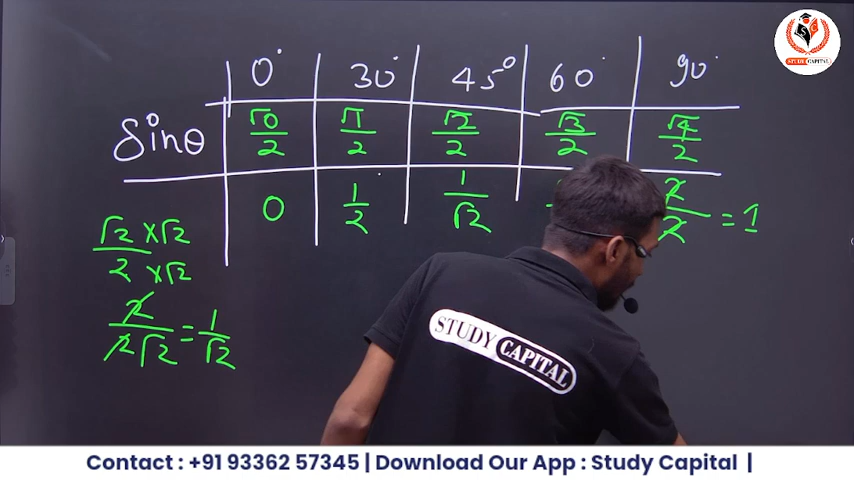 STUDY CAPITAL
0° 30° 45° 60° 90°
sinθ √0/2 √1/2 √2/2 √3/2 √4/2
0 1/2 1/√2 2/2 = 1
√2 × √2
2 × √2
2/2√2 = 1/√2
STUDY CAPITAL
Contact : +91 93362 57345 | Download Our App : Study Capital |